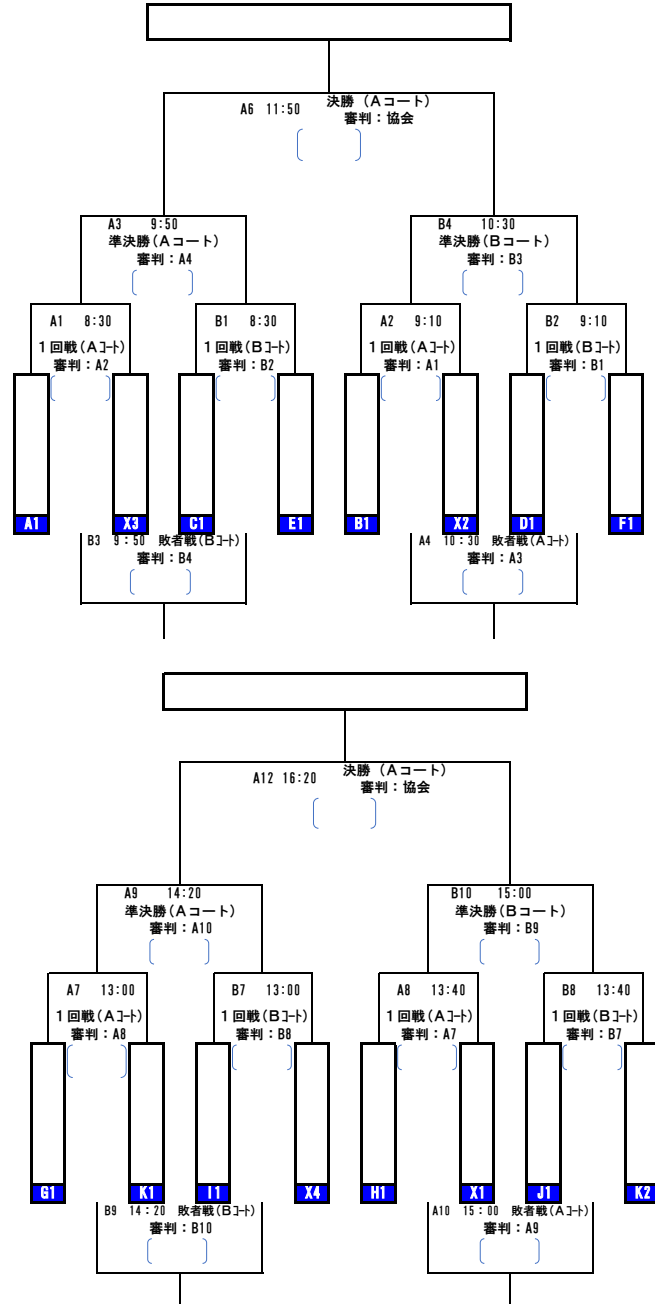 決勝（Aコート）
A6 11:50
審判：協会
A3 9:50
準決勝(Aコート)
審判：A4
B4 10:30
準決勝(Bコート)
審判：B3
A1 8:30
1回戦(Aｺｰﾄ)
審判：A2
B1 8:30
1回戦(Bｺｰﾄ)
審判：B2
A2 9:10
1回戦(Aｺｰﾄ)
審判：A1
B2 9:10
1回戦(Bｺｰﾄ)
審判：B1
A1 X3 C1 E1 B1 X2 D1 F1
B3 9:50 敗者戦(Bｺｰﾄ)
審判：B4
A4 10:30 敗者戦(Aｺｰﾄ)
審判：A3
決勝（Aコート）
A12 16:20
審判：協会
A9 14:20
準決勝(Aコート)
審判：A10
B10 15:00
準決勝(Bコート)
審判：B9
A7 13:00
1回戦(Aｺｰﾄ)
審判：A8
B7 13:00
1回戦(Bｺｰﾄ)
審判：B8
A8 13:40
1回戦(Aｺｰﾄ)
審判：A7
B8 13:40
1回戦(Bｺｰﾄ)
審判：B7
G1 K1 I1 X4 H1 X1 J1 K2
B9 14:20 敗者戦(Bｺｰﾄ)
審判：B10
A10 15:00 敗者戦(Aｺｰﾄ)
審判：A9